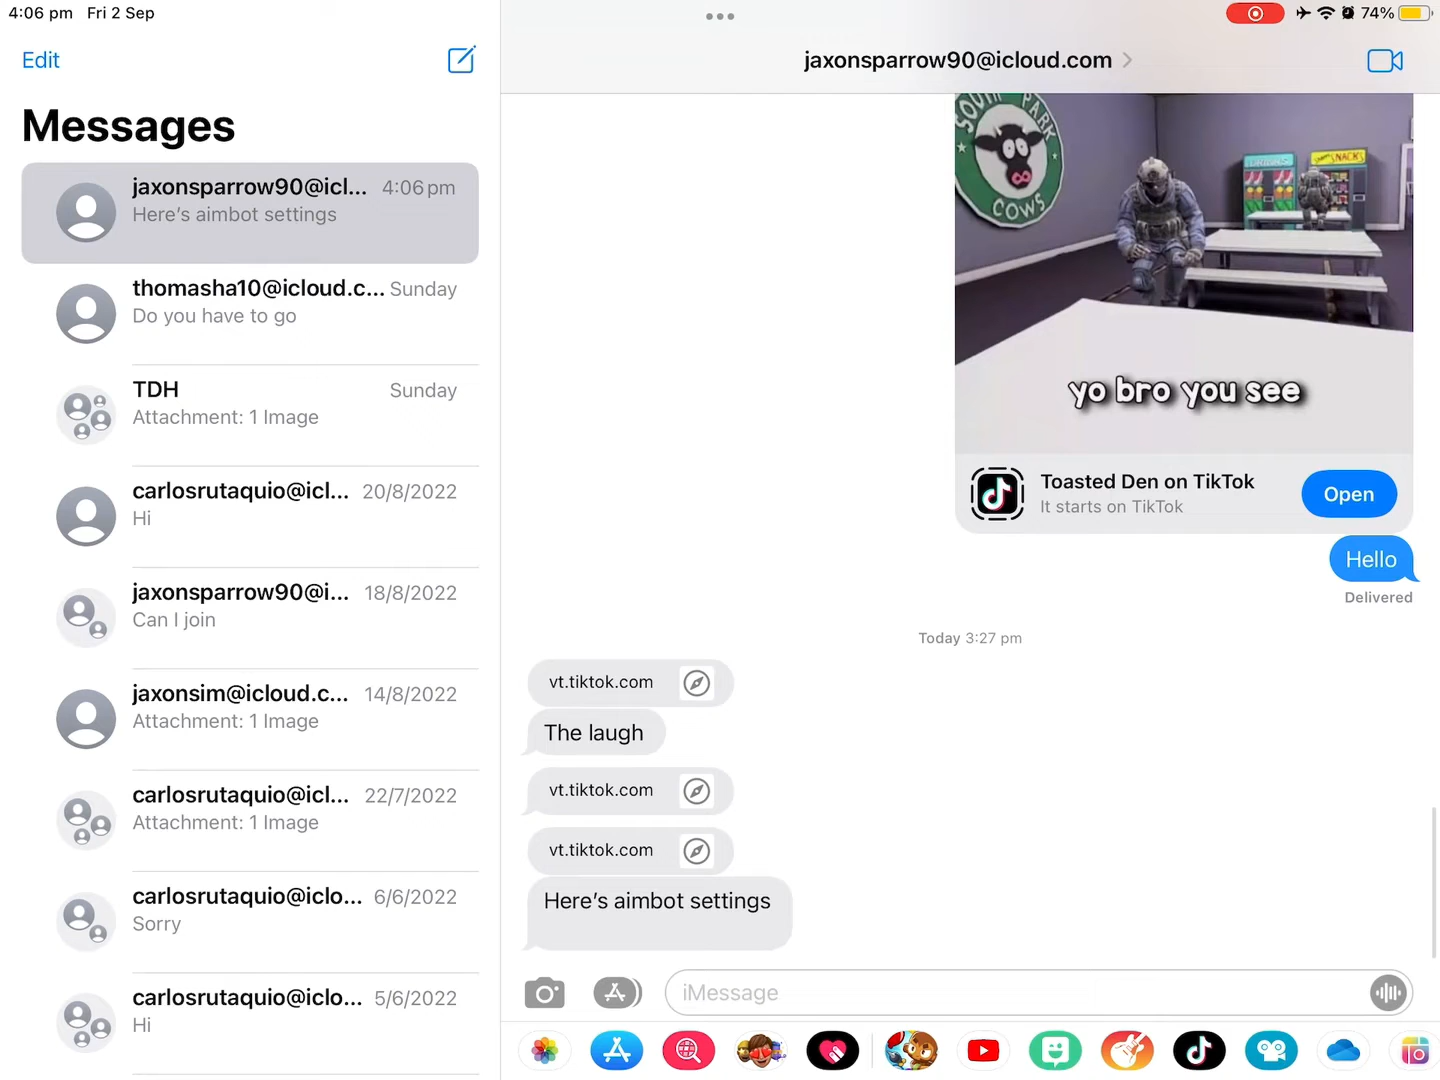 4:06 pm Fri 2 Sep
74%
Edit
Messages
jaxonsparrow90@icl... 4:06 pm
Here's aimbot settings
thomasha10@icloud.c... Sunday
Do you have to go
TDH Sunday
Attachment: 1 Image
carlosrutaquio@icl... 20/8/2022
Hi
jaxonsparrow90@i... 18/8/2022
Can I join
jaxonsim@icloud.c... 14/8/2022
Attachment: 1 Image
carlosrutaquio@icl... 22/7/2022
Attachment: 1 Image
carlosrutaquio@iclo... 6/6/2022
Sorry
carlosrutaquio@iclo... 5/6/2022
Hi
jaxonsparrow90@icloud.com
SOUTH PARK
COWS
DRINKS
SNACKS
yo bro you see
Toasted Den on TikTok
It starts on TikTok
Open
Hello
Delivered
Today 3:27 pm
vt.tiktok.com
The laugh
vt.tiktok.com
vt.tiktok.com
Here's aimbot settings
iMessage